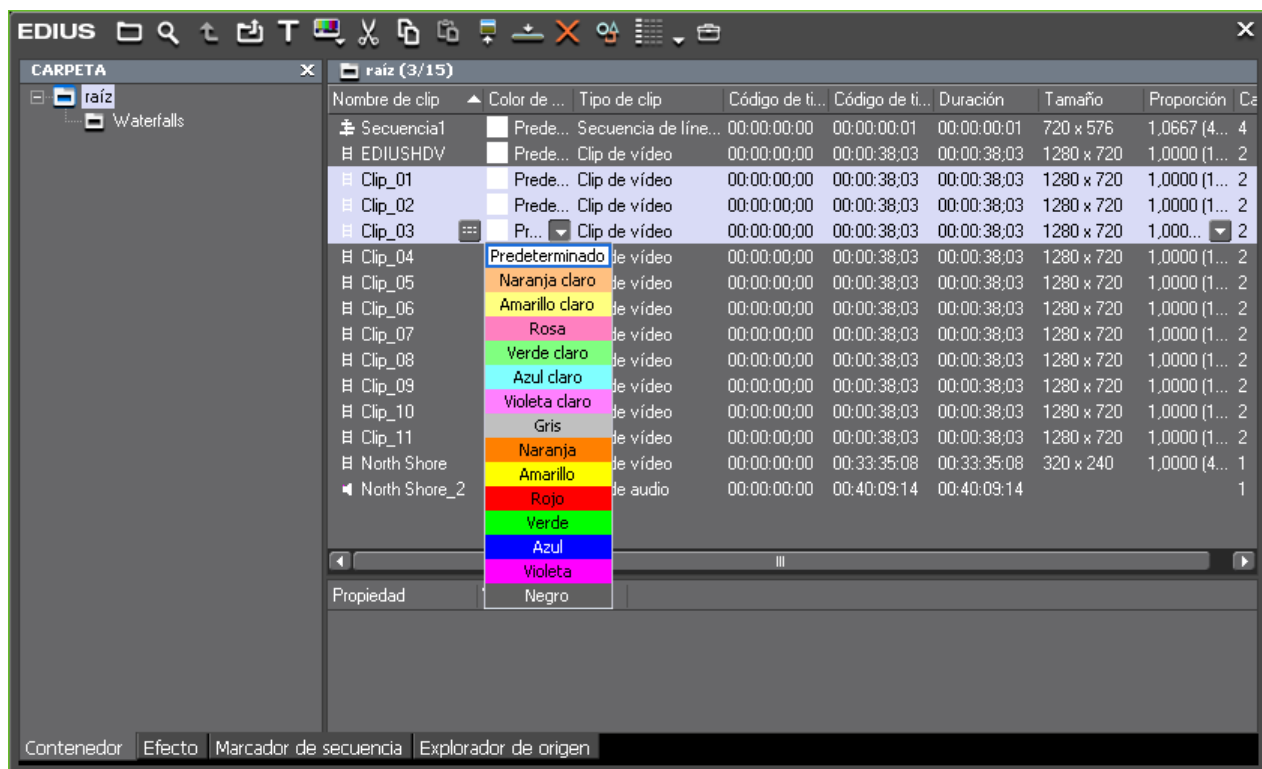 EDIUS
CARPETA
raíz
Waterfalls
raíz (3/15)
Nombre de clip Color de ... Tipo de clip Código de ti... Código de ti... Duración Tamaño Proporción Ca
Secuencia1 Prede... Secuencia de líne... 00:00:00:00 00:00:00:01 00:00:00:01 720 x 576 1,0667 (4... 4
EDIUSHDV Prede... Clip de vídeo 00:00:00;00 00:00:38;03 00:00:38;03 1280 x 720 1,0000 (1... 2
Clip_01 Prede... Clip de vídeo 00:00:00;00 00:00:38;03 00:00:38;03 1280 x 720 1,0000 (1... 2
Clip_02 Prede... Clip de vídeo 00:00:00;00 00:00:38;03 00:00:38;03 1280 x 720 1,0000 (1... 2
Clip_03 Pr... Clip de vídeo 00:00:00;00 00:00:38;03 00:00:38;03 1280 x 720 1,000... 2
Clip_04 Predeterminado de vídeo 00:00:00;00 00:00:38;03 00:00:38;03 1280 x 720 1,0000 (1... 2
Clip_05 Naranja claro de vídeo 00:00:00;00 00:00:38;03 00:00:38;03 1280 x 720 1,0000 (1... 2
Clip_06 Amarillo claro de vídeo 00:00:00;00 00:00:38;03 00:00:38;03 1280 x 720 1,0000 (1... 2
Clip_07 Rosa de vídeo 00:00:00;00 00:00:38;03 00:00:38;03 1280 x 720 1,0000 (1... 2
Clip_08 Verde claro de vídeo 00:00:00;00 00:00:38;03 00:00:38;03 1280 x 720 1,0000 (1... 2
Clip_09 Azul claro de vídeo 00:00:00;00 00:00:38;03 00:00:38;03 1280 x 720 1,0000 (1... 2
Clip_10 Violeta claro de vídeo 00:00:00;00 00:00:38;03 00:00:38;03 1280 x 720 1,0000 (1... 2
Clip_11 Gris de vídeo 00:00:00;00 00:00:38;03 00:00:38;03 1280 x 720 1,0000 (1... 2
North Shore Naranja de vídeo 00:00:00:00 00:33:35:08 00:33:35:08 320 x 240 1,0000 (4... 1
North Shore_2 Amarillo de audio 00:00:00:00 00:40:09:14 00:40:09:14 1
Rojo
Verde
Azul
Violeta
Propiedad Negro
Contenedor Efecto Marcador de secuencia Explorador de origen